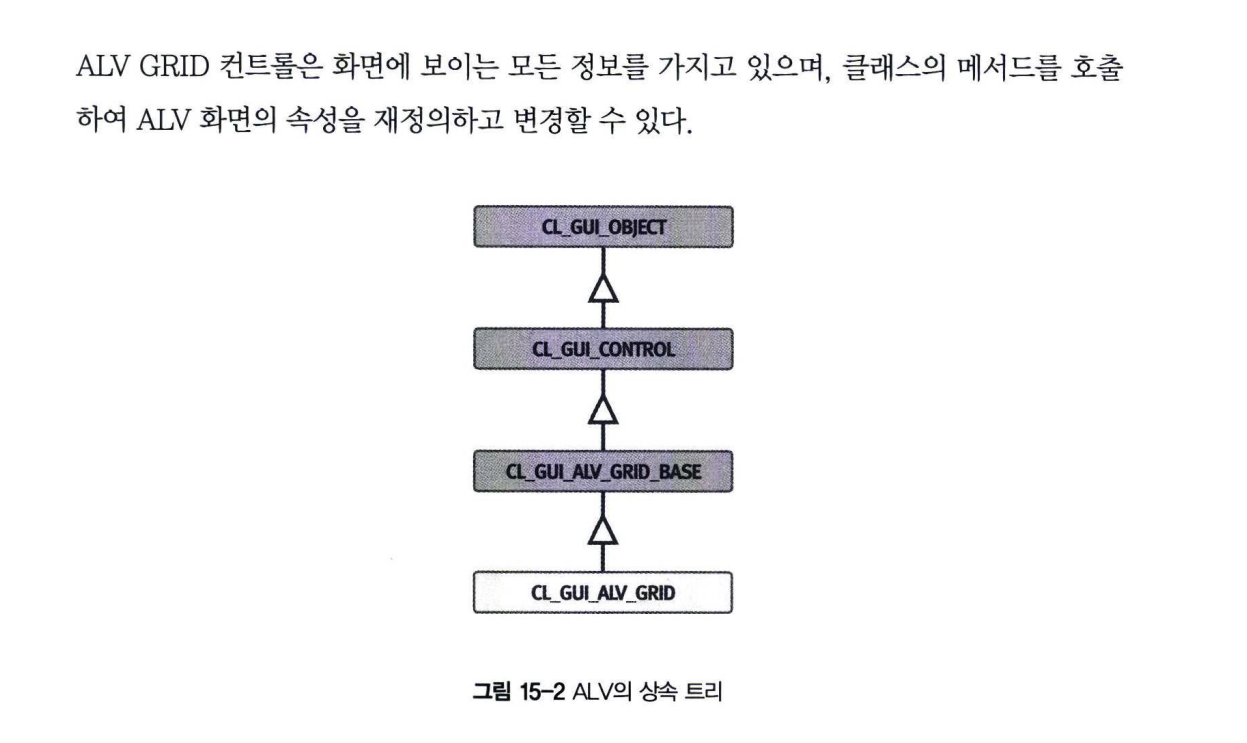 ALV GRID 컨트롤은 화면에 보이는 모든 정보를 가지고 있으며, 클래스의 메서드를 호출
하여 ALV 화면의 속성을 재정의하고 변경할 수 있다.
CL_GUI_OBJECT
CL_GUI_CONTROL
CL_GUI_ALV_GRID_BASE
CL_GUI_ALV_GRID
그림 15-2 ALV의 상속 트리